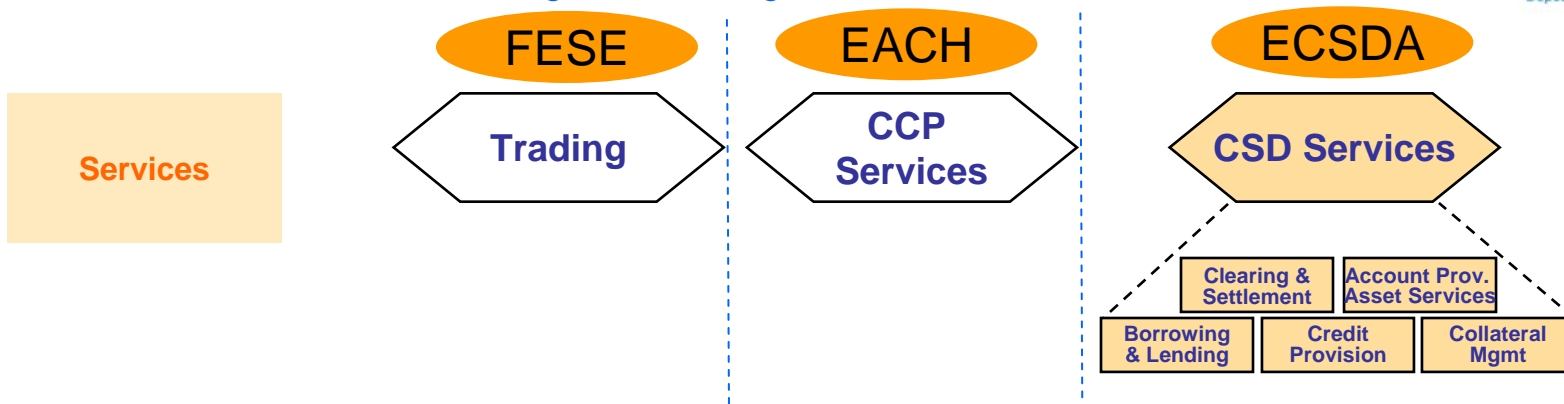 FESE
EACH
ECSDA
Services
Trading
CCP
Services
CSD Services
Clearing &
Settlement
Account Prov.
Asset Services
Borrowing
& Lending
Credit
Provision
Collateral
Mgmt